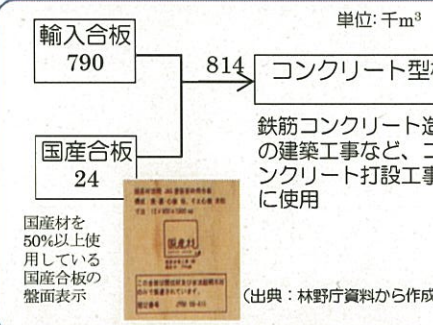 単位:千m³
輸入合板
790
814
コンクリート型
国産合板
24
鉄筋コンクリート造
の建築工事など、コ
ンクリート打設工事
に使用
国産材を
50%以上使
用している
国産合板の
盤面表示
国産材
(出典:林野庁資料から作成